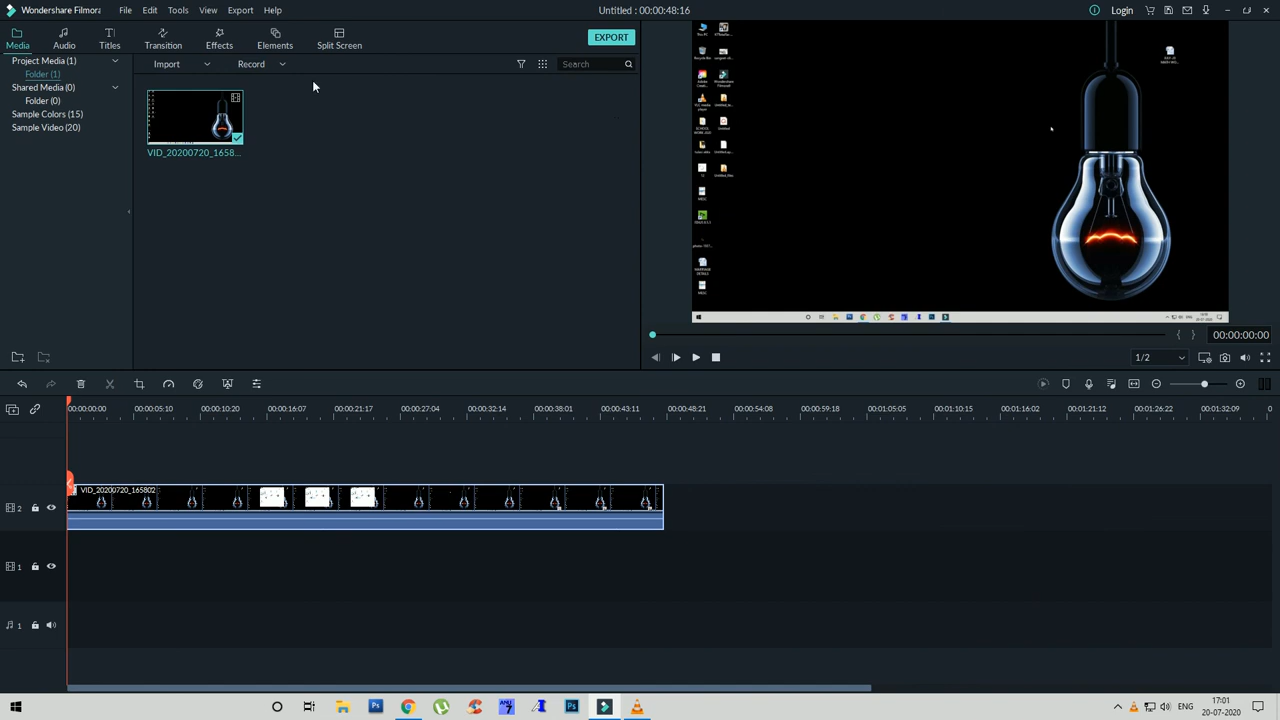 Wondershare Filmora
File
Edit
Tools
View
Export
Help
Untitled : 00:00:48:16
Login
Media
Audio
Titles
Transition
Effects
Elements
Split Screen
EXPORT
Media (1)
Folder (1)
Media (0)
Folder (0)
Sample Colors (15)
Sample Video (20)
Import
Record
Search
VID_20200720_1658...
Recycle Bin
Untitled
MISC
MISC
00:00:00:00
1/2
00:00:00:00
00:00:05:10
00:00:10:20
00:00:16:07
00:00:21:17
00:00:27:04
00:00:32:14
00:00:38:01
00:00:43:11
00:00:48:21
00:00:54:08
00:00:59:18
00:01:05:05
00:01:10:15
00:01:16:02
00:01:21:12
00:01:26:22
00:01:32:09
0
VID_20200720_165802
2
1
1
ENG
17:01
20-07-2020